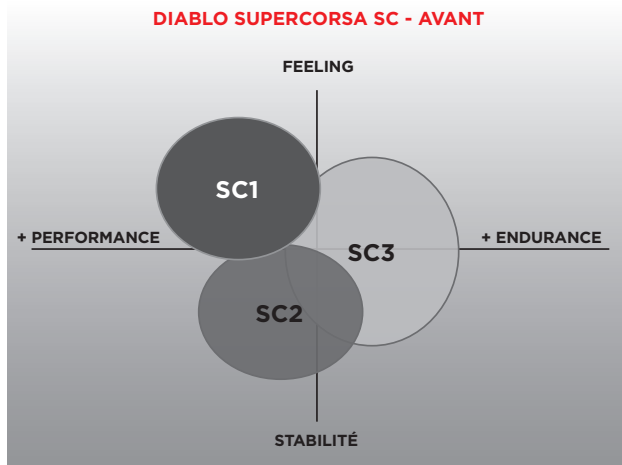 DIABLO SUPERCORSA SC - AVANT
FEELING
SC1
+ PERFORMANCE
+ ENDURANCE
SC3
SC2
STABILITÉ